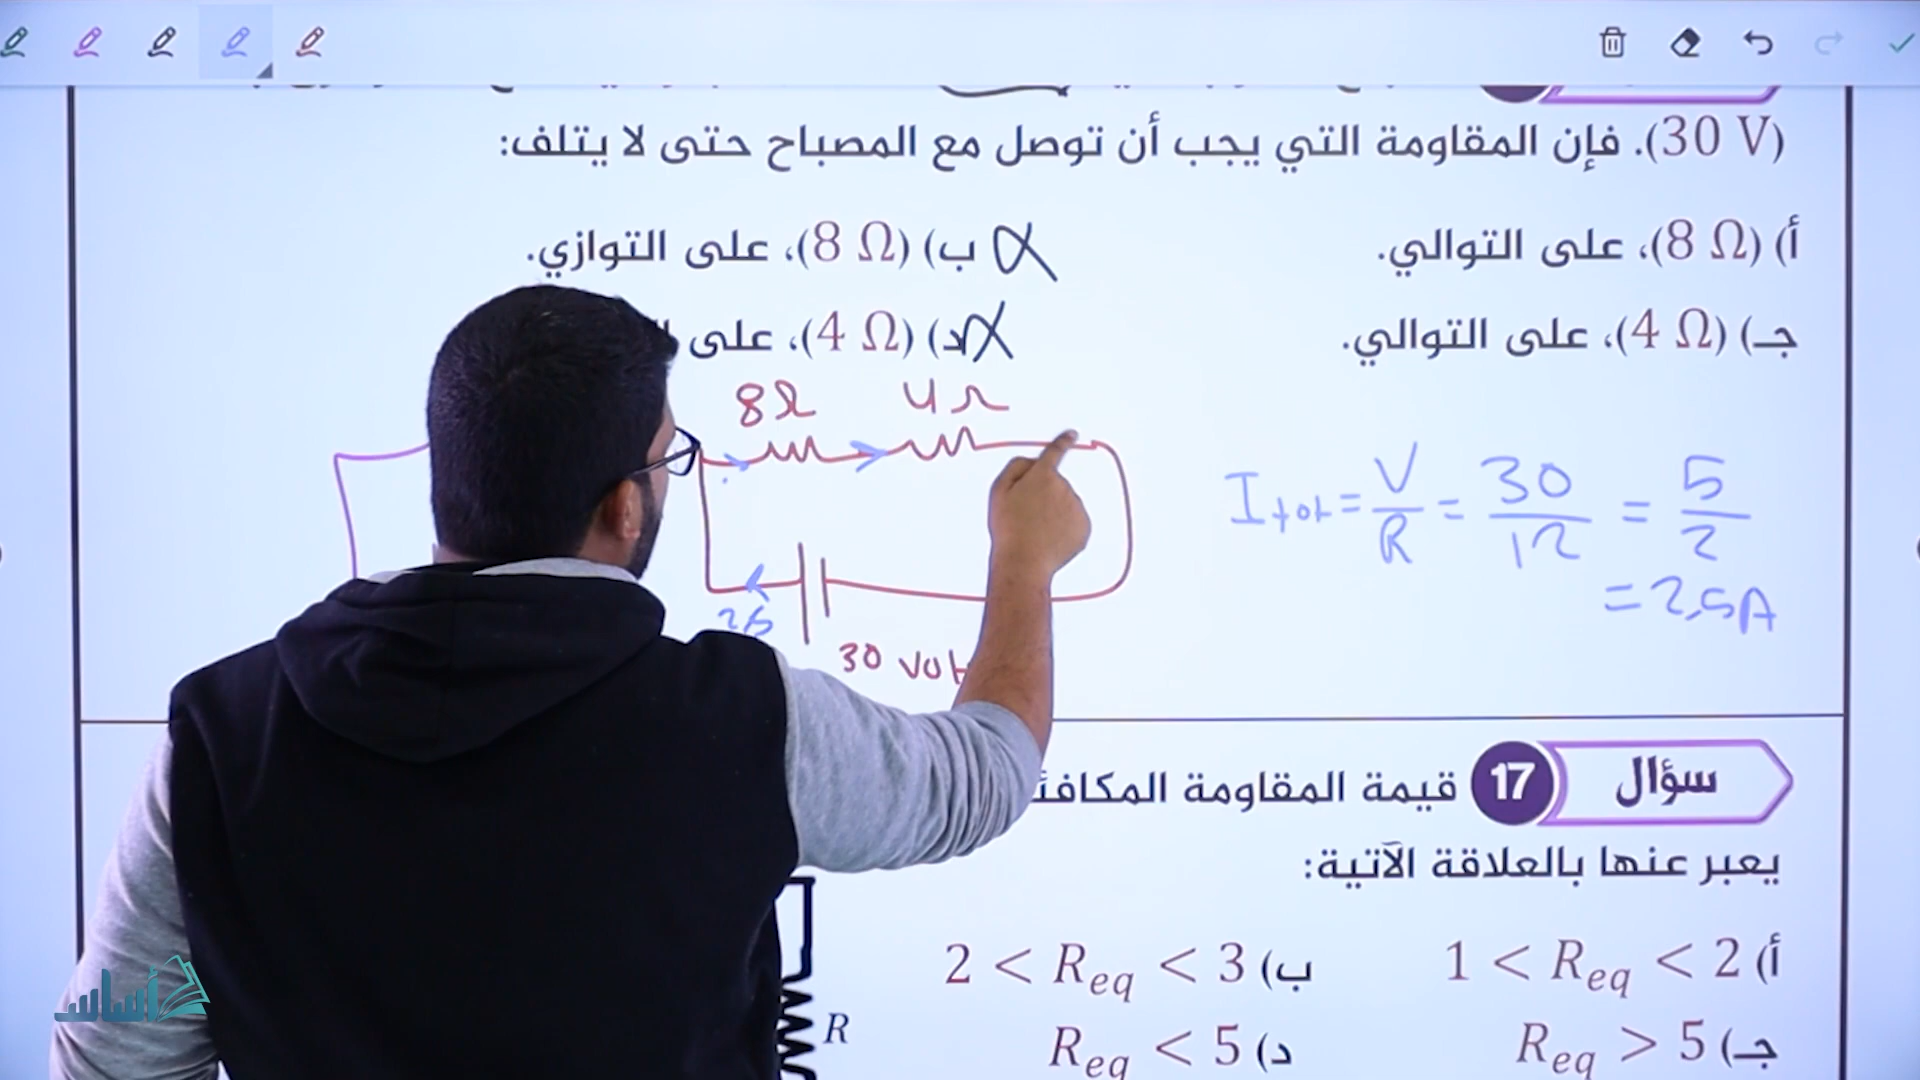 (30 V). فإن المقاومة التي يجب أن توصل مع المصباح حتى لا يتلف:
أ) (8 Ω)، على التوالي.
ب) (8 Ω)، على التوازي.
جـ) (4 Ω)، على التوالي.
د) (4 Ω)، على
8Ω 4Ω
I tot = V/R = 30/12 = 5/2
= 2,5A
2,5
30 Volt
سؤال 17 قيمة المقاومة
يعبر عنها بالعلاقة الآتية:
أ) 1 < Req < 2
ب) 2 < Req < 3
جـ) Req > 5
د) Req < 5
R
أساس